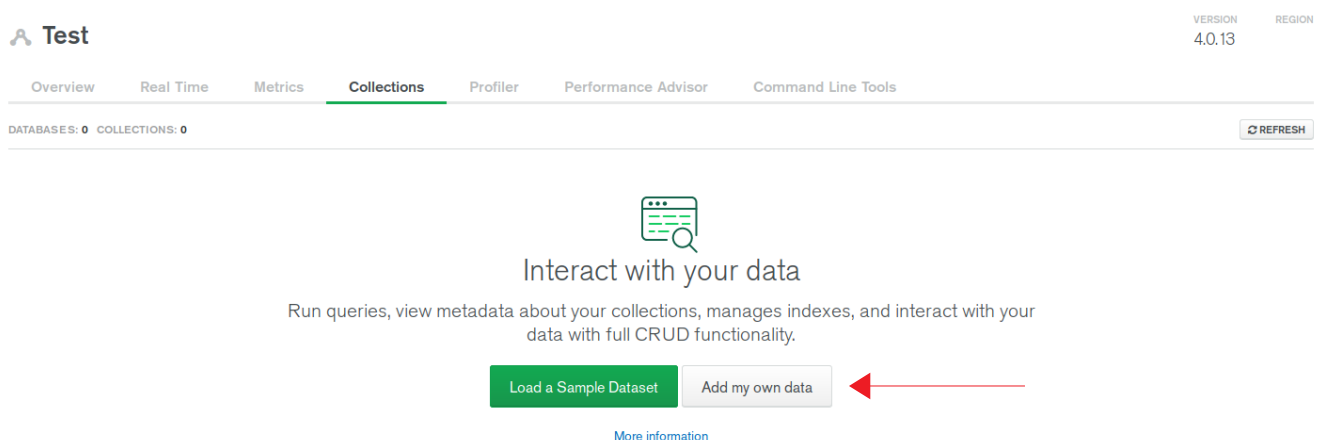 Test
VERSION REGION
4.0.13
Overview Real Time Metrics Collections Profiler Performance Advisor Command Line Tools
DATABASES: 0 COLLECTIONS: 0
REFRESH
Interact with your data
Run queries, view metadata about your collections, manages indexes, and interact with your
data with full CRUD functionality.
Load a Sample Dataset Add my own data
More information